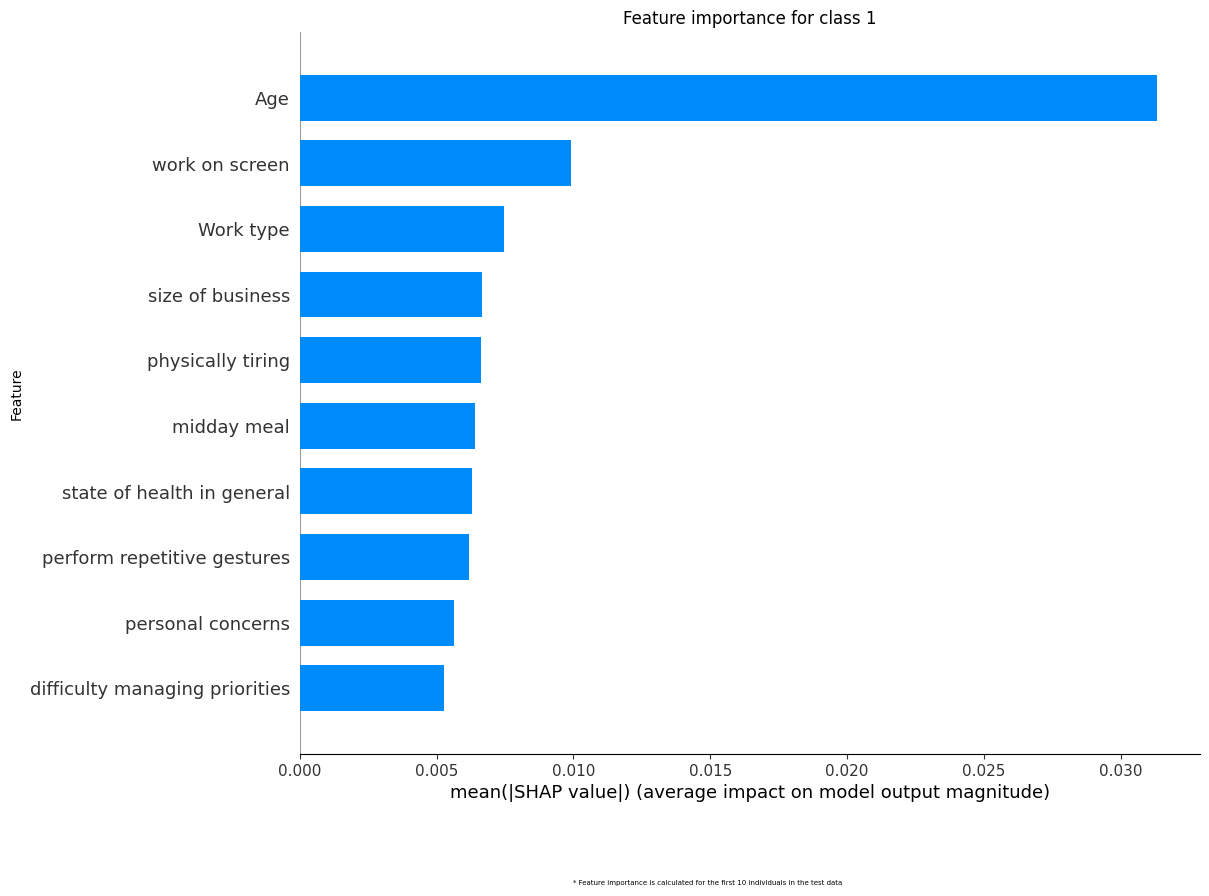 Feature importance for class 1
Feature
Age
work on screen
Work type
size of business
physically tiring
midday meal
state of health in general
perform repetitive gestures
personal concerns
difficulty managing priorities
0.000 0.005 0.010 0.015 0.020 0.025 0.030
mean(|SHAP value|) (average impact on model output magnitude)
* Feature importance is calculated for the first 10 individuals in the test data